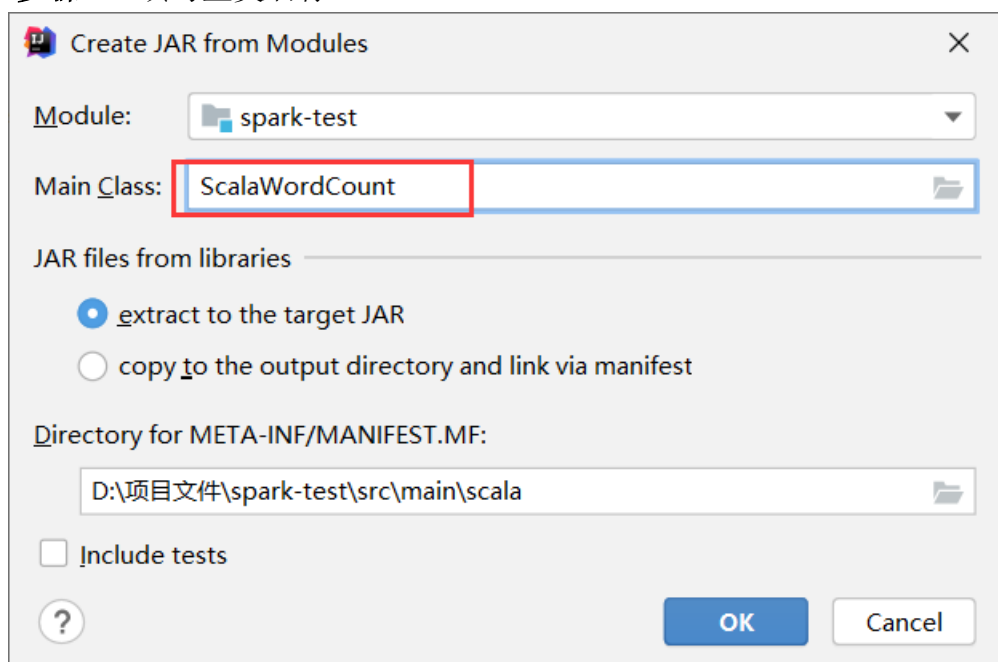 Create JAR from Modules
Module: spark-test
Main Class: ScalaWordCount
JAR files from libraries
extract to the target JAR
copy to the output directory and link via manifest
Directory for META-INF/MANIFEST.MF:
D:\项目文件\spark-test\src\main\scala
Include tests
? OK Cancel